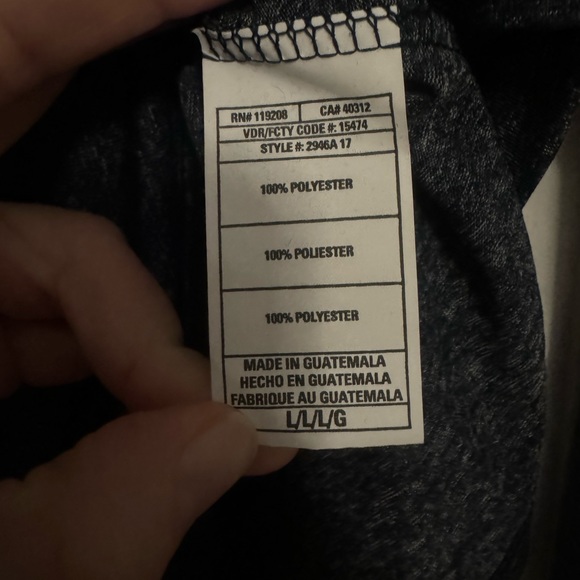 RN# 119208 CA# 40312
VDR/FCTY CODE #: 15474
STYLE #: 2946A 17
100% POLYESTER
100% POLIESTER
100% POLYESTER
MADE IN GUATEMALA
HECHO EN GUATEMALA
FABRIQUE AU GUATEMALA
L/L/L/G